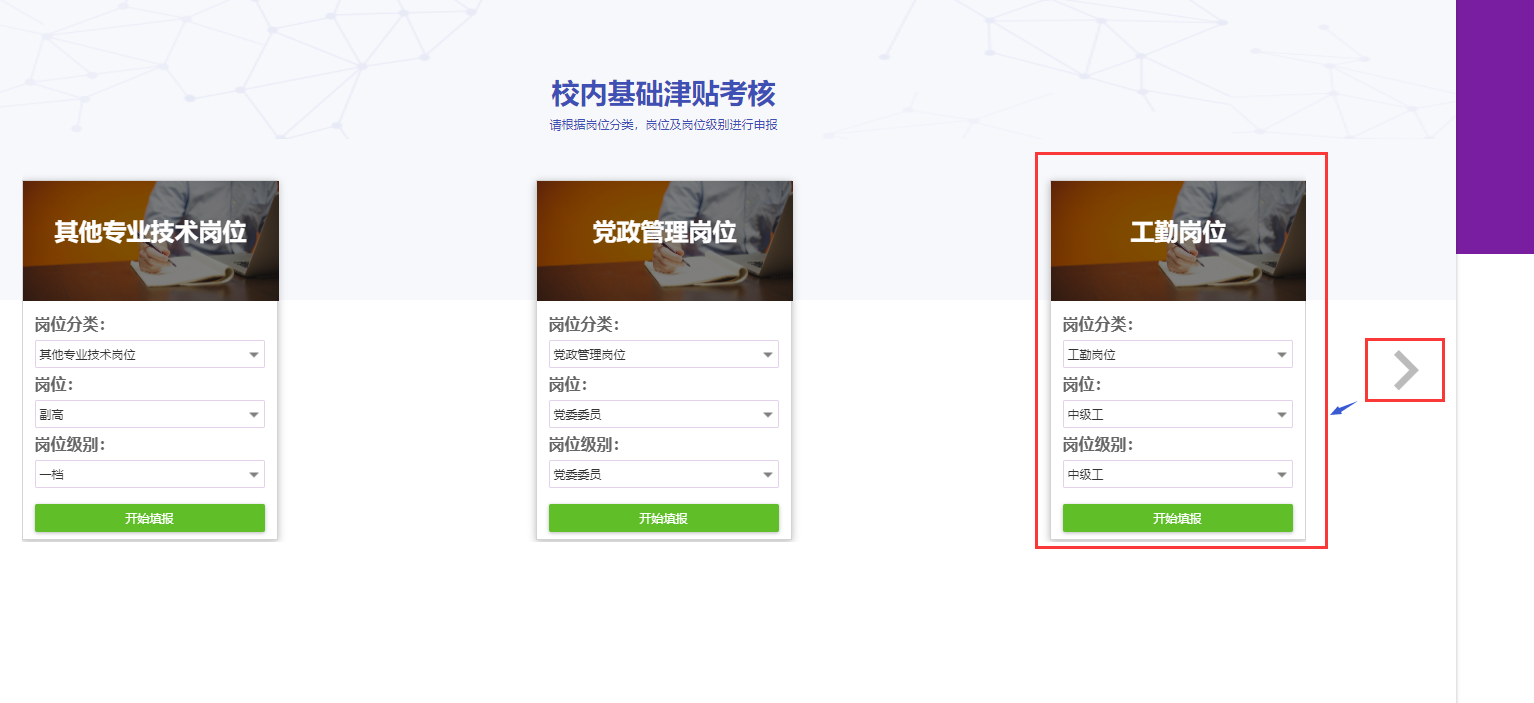 校内基础津贴考核
请根据岗位分类，岗位及岗位级别进行申报
其他专业技术岗位
岗位分类：
其他专业技术岗位
岗位：
副高
岗位级别：
一档
开始填报
党政管理岗位
岗位分类：
党政管理岗位
岗位：
党委委员
岗位级别：
党委委员
开始填报
工勤岗位
岗位分类：
工勤岗位
岗位：
中级工
岗位级别：
中级工
开始填报